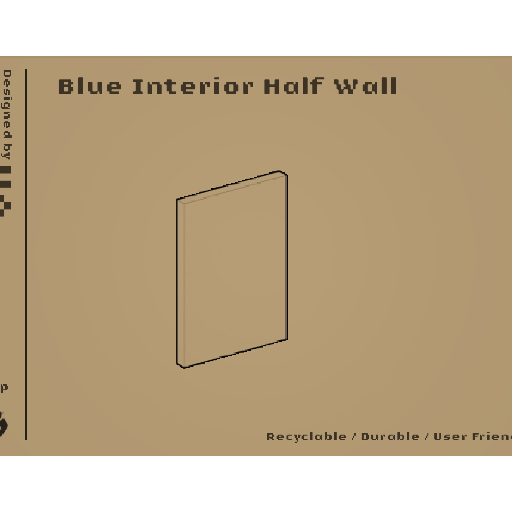 Blue Interior Half Wall
Designed by
Recyclable / Durable / User Frien